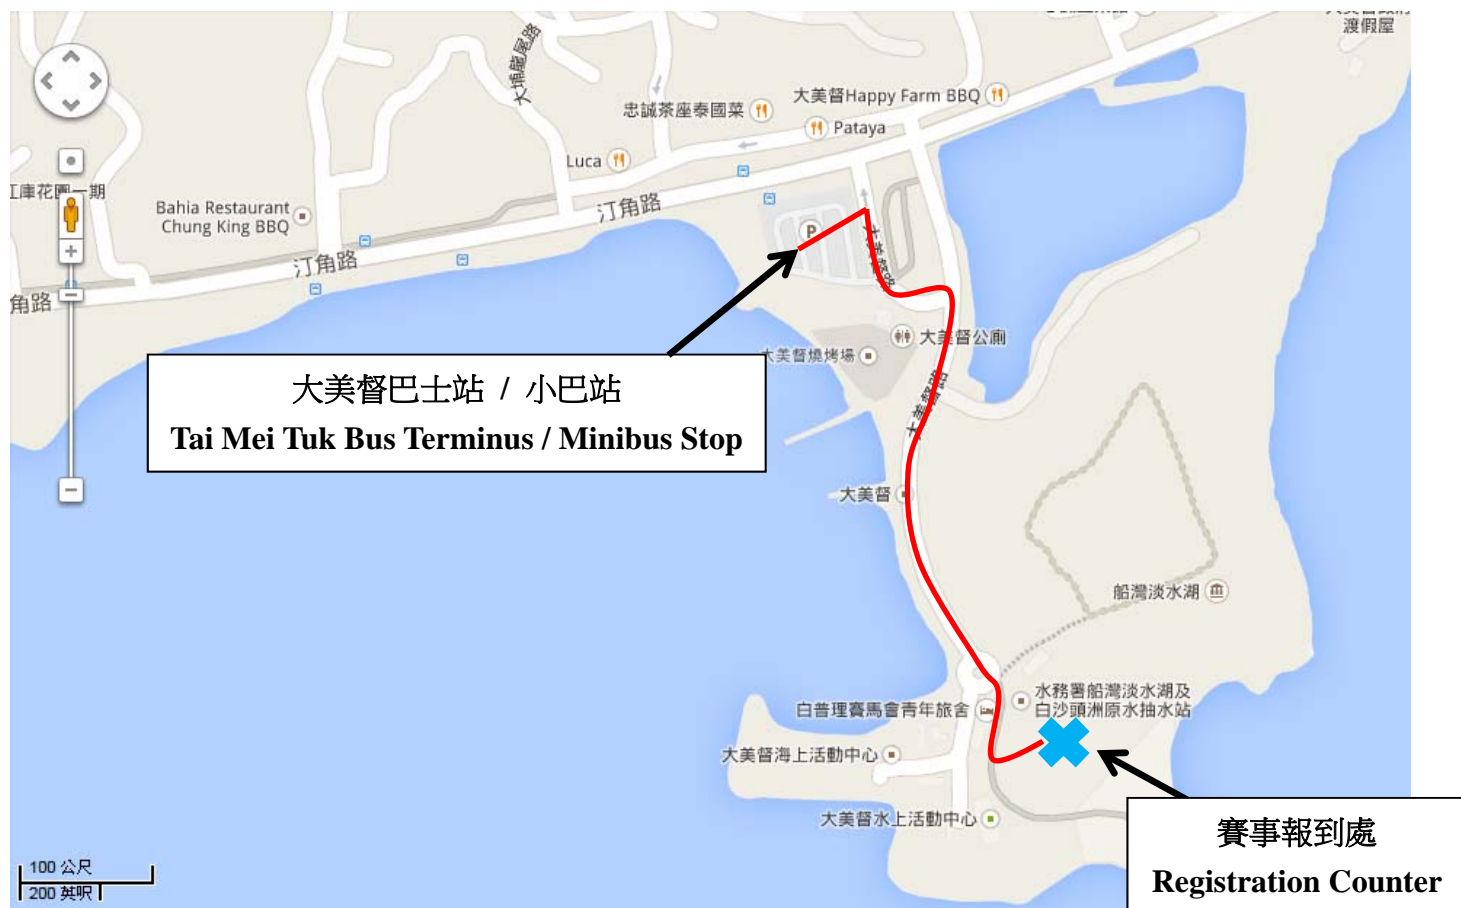 渡假屋
大埔龍尾路
大美督Happy Farm BBQ
忠誠茶座泰國菜
Pataya
Luca
花園一期
Bahia Restaurant
Chung King BBQ
汀角路
汀角路
角路
P
大美督路
大美督公廁
大美督燒烤場
大美督路
大美督巴士站 / 小巴站
Tai Mei Tuk Bus Terminus / Minibus Stop
大美督
船灣淡水湖
水務署船灣淡水湖及
白沙頭洲原水抽水站
白普理賽馬會青年旅舍
大美督海上活動中心
大美督水上活動中心
賽事報到處
Registration Counter
100 公尺
200 英呎